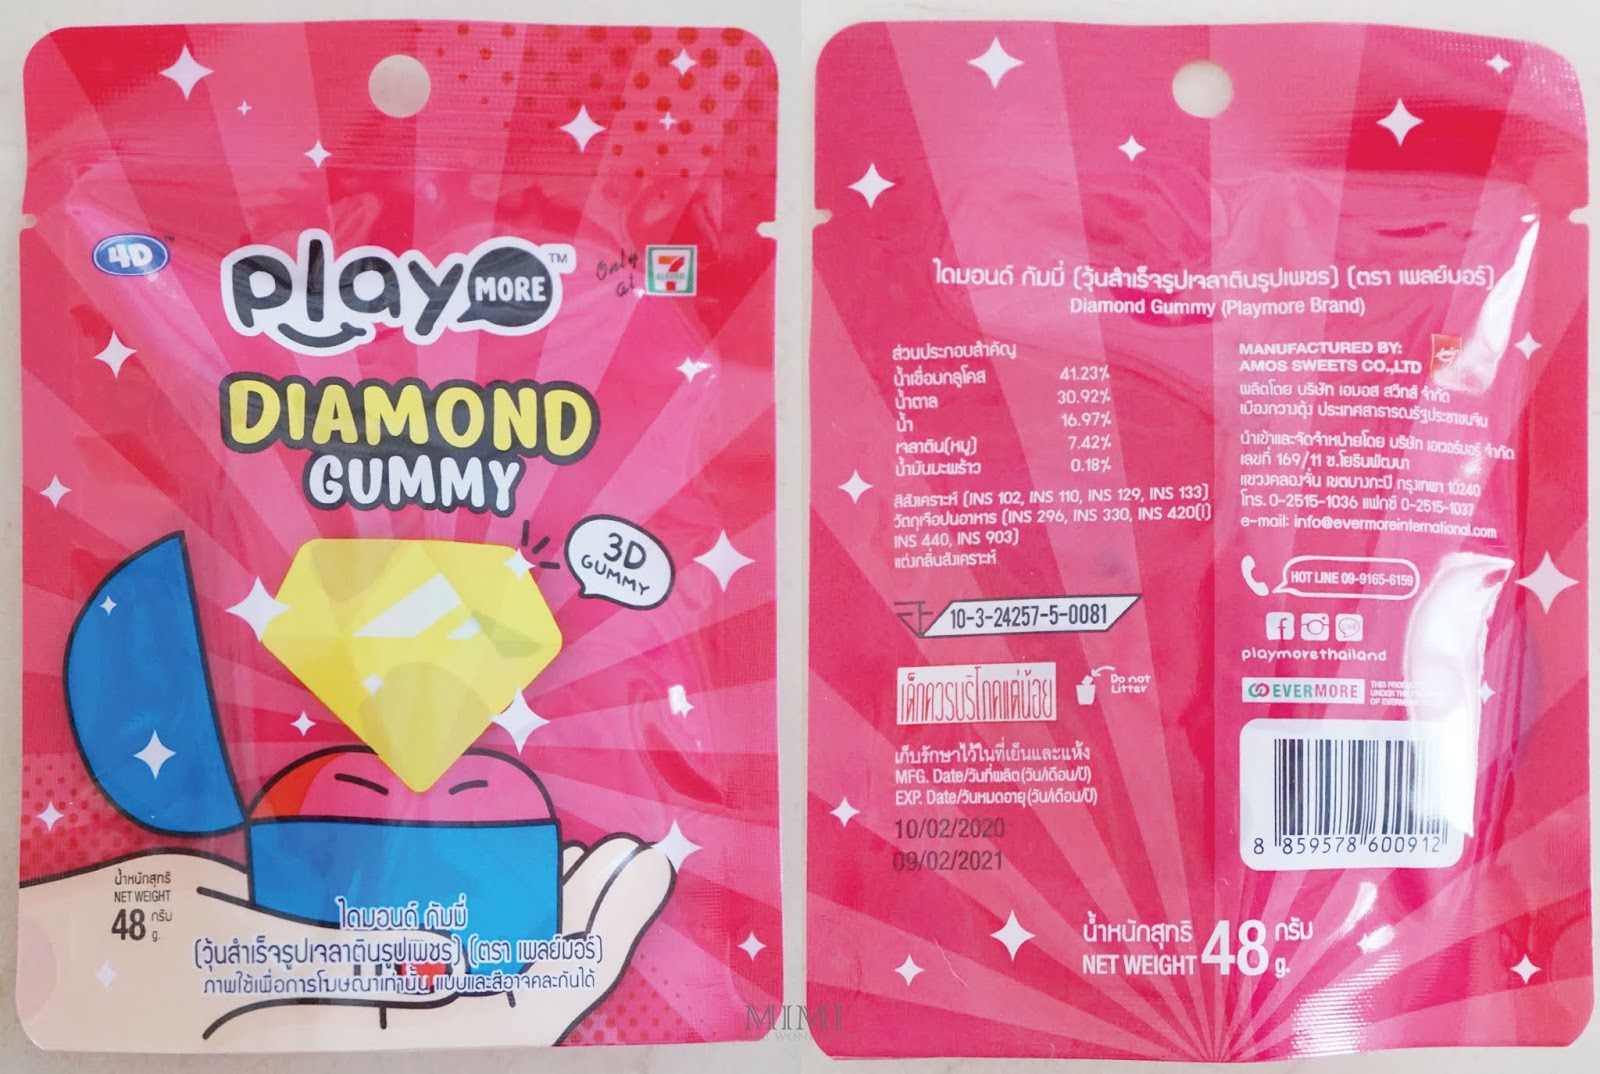 4D
play MORE™
Only at
7 ELEVEN
DIAMOND
GUMMY
3D
GUMMY
น้ำหนักสุทธิ
NET WEIGHT
48 กรัม g.
ไดมอนด์ กัมมี่
(วุ้นสำเร็จรูปเจลาตินรูปเพชร) (ตรา เพลย์มอร์)
ภาพใช้เพื่อการโฆษณาเท่านั้น แบบและสีอาจคละกันได้
ไดมอนด์ กัมมี่ (วุ้นสำเร็จรูปเจลาตินรูปเพชร) (ตรา เพลย์มอร์)
Diamond Gummy (Playmore Brand)
ส่วนประกอบสำคัญ
น้ำเชื่อมกลูโคส 41.23%
น้ำตาล 30.92%
น้ำ 16.97%
เจลาติน(หมู) 7.42%
น้ำมันมะพร้าว 0.18%
สีสังเคราะห์ (INS 102, INS 110, INS 129, INS 133)
วัตถุเจือปนอาหาร (INS 296, INS 330, INS 420(i)
INS 440, INS 903)
แต่งกลิ่นสังเคราะห์
10-3-24257-5-0081
เด็กควรบริโภคแต่น้อย
Do not
Litter
เก็บรักษาไว้ในที่เย็นและแห้ง
MFG. Date/วันที่ผลิต(วัน/เดือน/ปี)
EXP. Date/วันหมดอายุ(วัน/เดือน/ปี)
10/02/2020
09/02/2021
MANUFACTURED BY:
AMOS SWEETS CO.,LTD
ผลิตโดย บริษัท เอมอส สวีทส์ จำกัด
เมืองกวางตุ้ง ประเทศสาธารณรัฐประชาชนจีน
นำเข้าและจัดจำหน่ายโดย บริษัท เอเวอร์มอร์ จำกัด
เลขที่ 169/11 ซ.โยธินพัฒนา
แขวงคลองจั่น เขตบางกะปิ กรุงเทพฯ 10240
โทร. 0-2515-1036 แฟกซ์ 0-2515-1037
e-mail: info@evermoreinternational.com
HOT LINE 09-9165-6159
playmorethailand
EVERMORE
THIS PRODUC
UNDER THE
OF EVERMO
8 859578 600912
น้ำหนักสุทธิ
NET WEIGHT 48 กรัม g.
MIMI